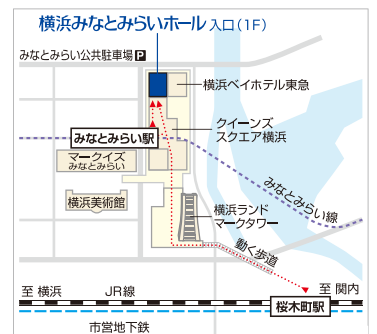 横浜みなとみらいホール 入口(1F)
みなとみらい公共駐車場 P
横浜ベイホテル東急
クイーンズ
スクエア横浜
みなとみらい駅
マークイズ
みなとみらい
みなとみらい線
横浜美術館
横浜ランド
マークタワー
動く歩道
至 横浜
JR線
至 関内
桜木町駅
市営地下鉄